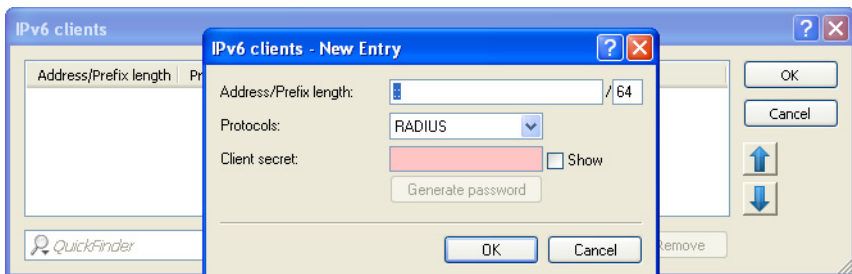 IPv6 clients
IPv6 clients - New Entry
Address/Prefix length Pr
OK
Cancel
Address/Prefix length: :: / 64
Protocols: RADIUS
Client secret: Show
Generate password
OK Cancel
QuickFinder